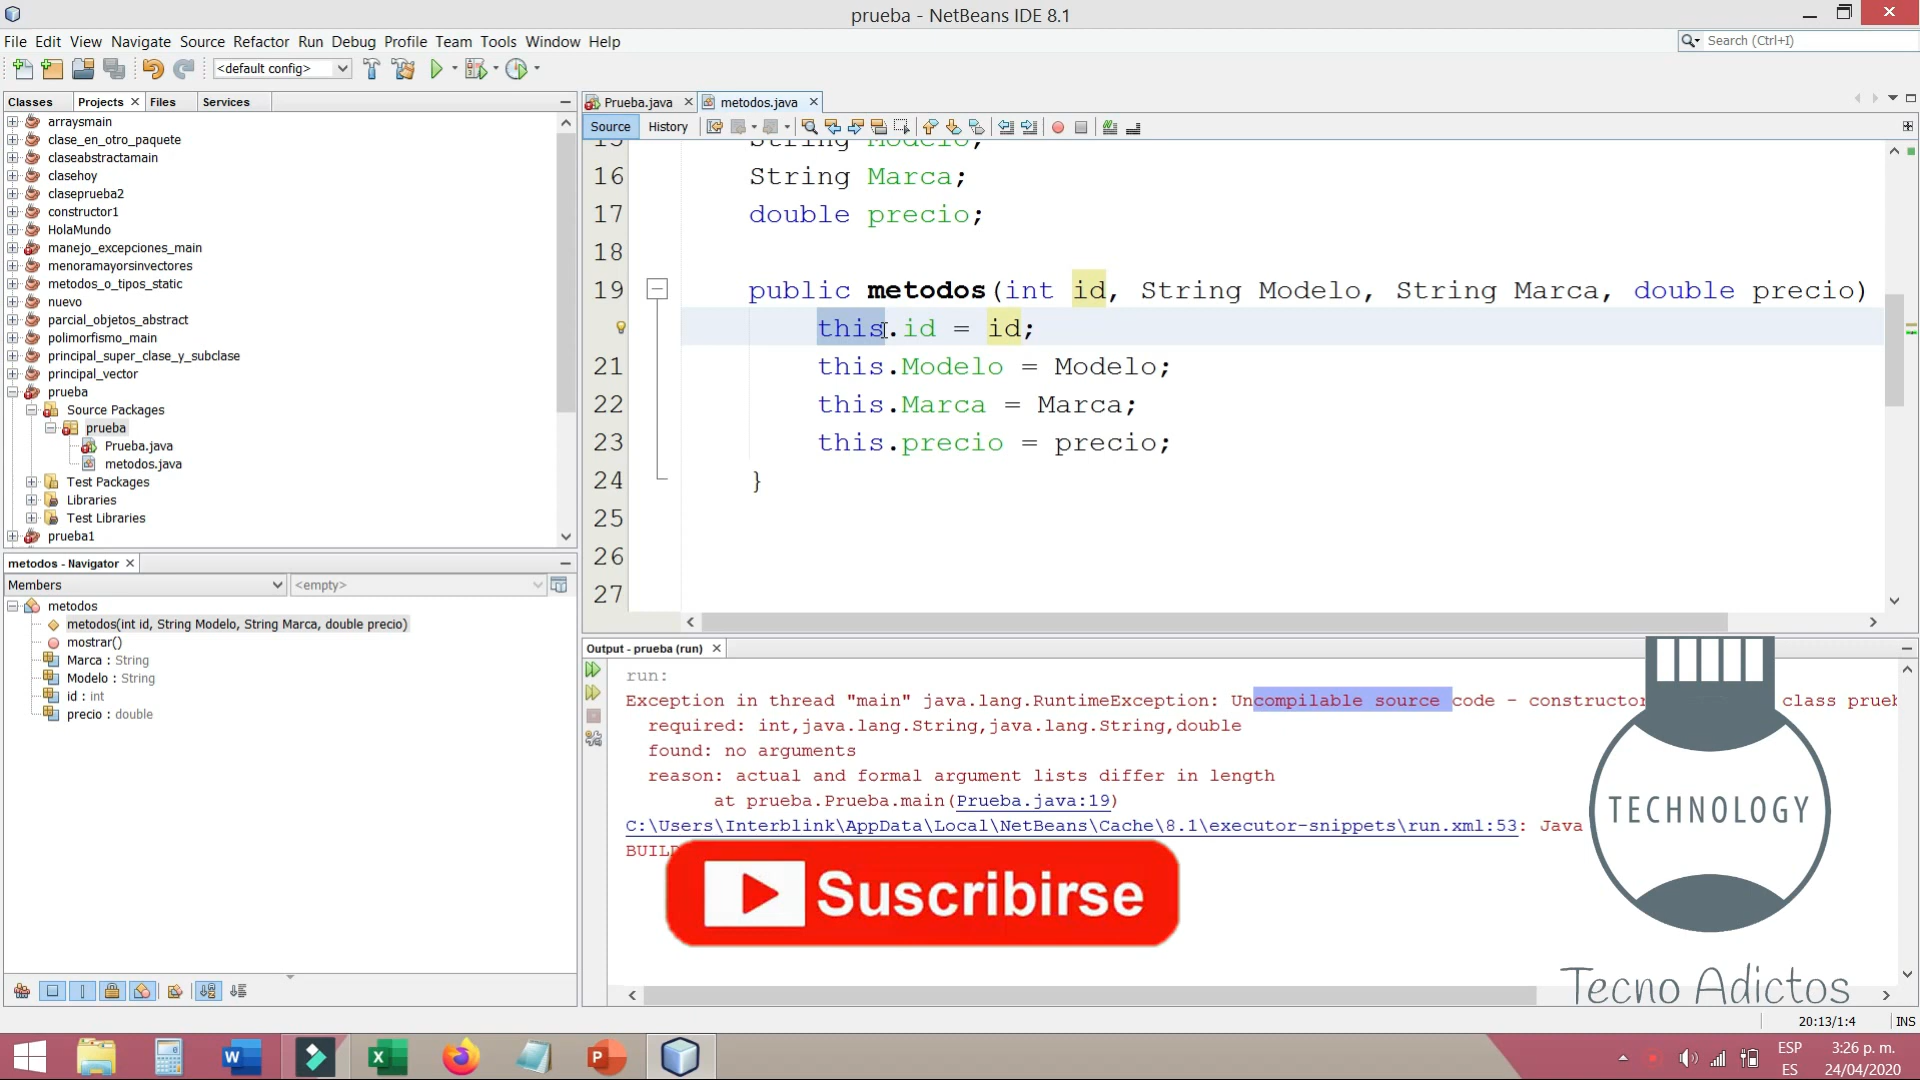 prueba - NetBeans IDE 8.1
File Edit View Navigate Source Refactor Run Debug Profile Team Tools Window Help
Search (Ctrl+I)
<default config>
Classes Projects Files Services
arraysmain
clase_en_otro_paquete
claseabstractamain
clasehoy
claseprueba2
constructor1
HolaMundo
manejo_excepciones_main
menoramayorsinvectores
metodos_o_tipos_static
nuevo
parcial_objetos_abstract
polimorfismo_main
principal_super_clase_y_subclase
principal_vector
prueba
Source Packages
prueba
Prueba.java
metodos.java
Test Packages
Libraries
Test Libraries
prueba1
metodos - Navigator
Members <empty>
metodos
metodos(int id, String Modelo, String Marca, double precio)
mostrar()
Marca : String
Modelo : String
id : int
precio : double
Prueba.java metodos.java
Source History
15 String Modelo;
16 String Marca;
17 double precio;
18
19 public metodos(int id, String Modelo, String Marca, double precio)
this.id = id;
21 this.Modelo = Modelo;
22 this.Marca = Marca;
23 this.precio = precio;
24 }
25
26
27
Output - prueba (run)
run:
Exception in thread "main" java.lang.RuntimeException: Uncompilable source code - constructor class
required: int,java.lang.String,java.lang.String,double
found: no arguments
reason: actual and formal argument lists differ in length
at prueba.Prueba.main(Prueba.java:19)
C:\Users\Interblink\AppData\Local\NetBeans\Cache\8.1\executor-snippets\run.xml:53: Java
BUIL
Suscribirse
TECHNOLOGY
Tecno Adictos
20:13/1:4 INS
ESP
ES
3:26 p. m.
24/04/2020